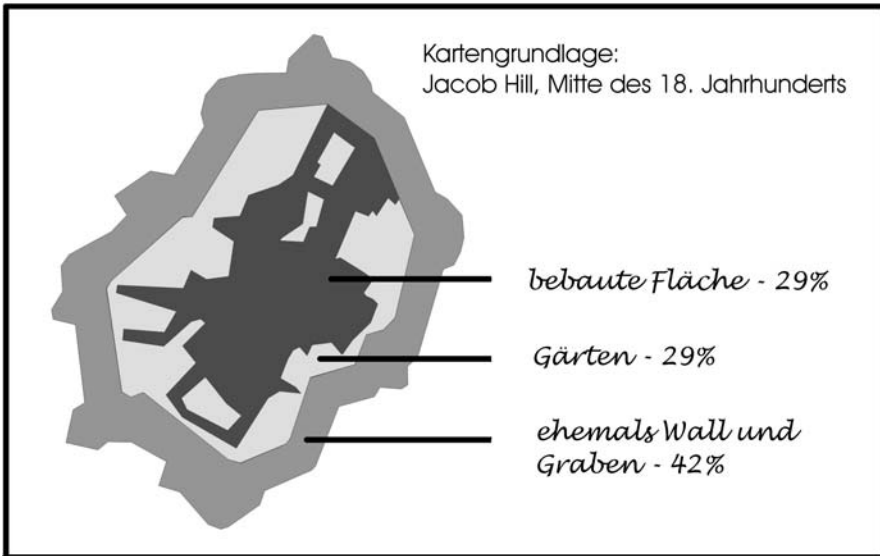 Kartengrundlage:
Jacob Hill, Mitte des 18. Jahrhunderts
bebaute Fläche - 29%
Gärten - 29%
ehemals Wall und
Graben - 42%